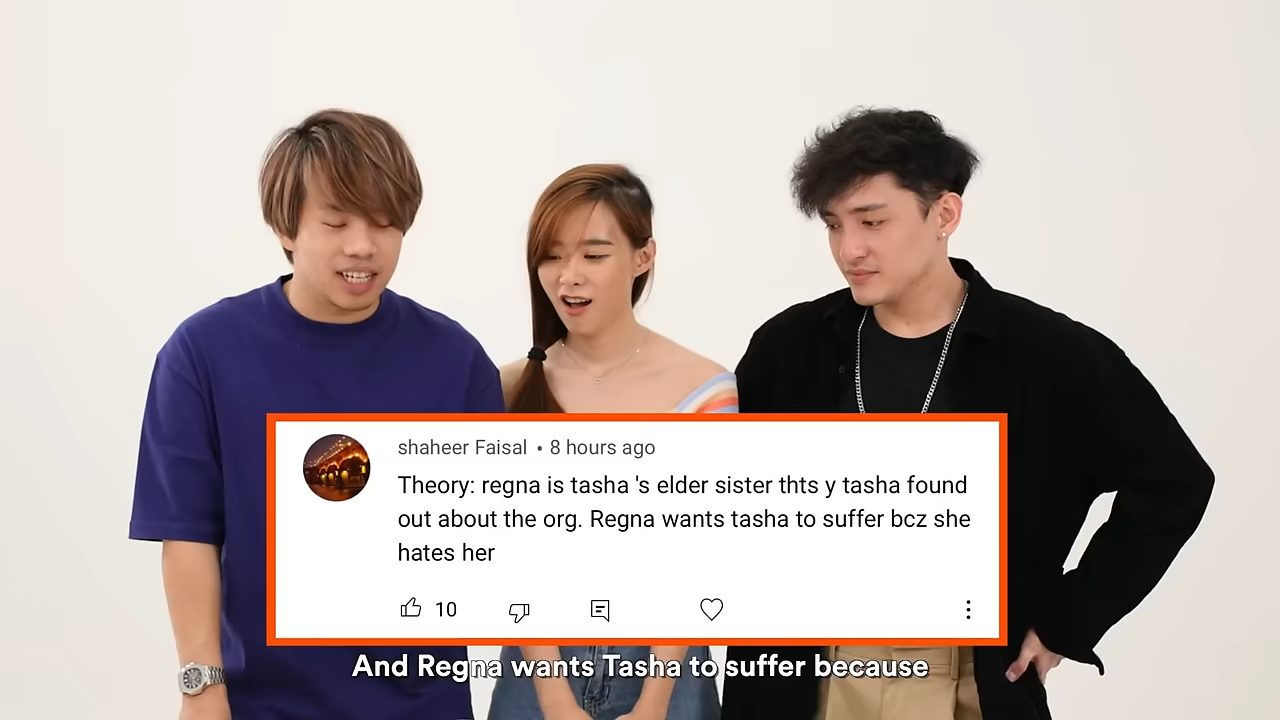 shaheer Faisal • 8 hours ago
Theory: regna is tasha 's elder sister thts y tasha found
out about the org. Regna wants tasha to suffer bcz she
hates her
10
And Regna wants Tasha to suffer because